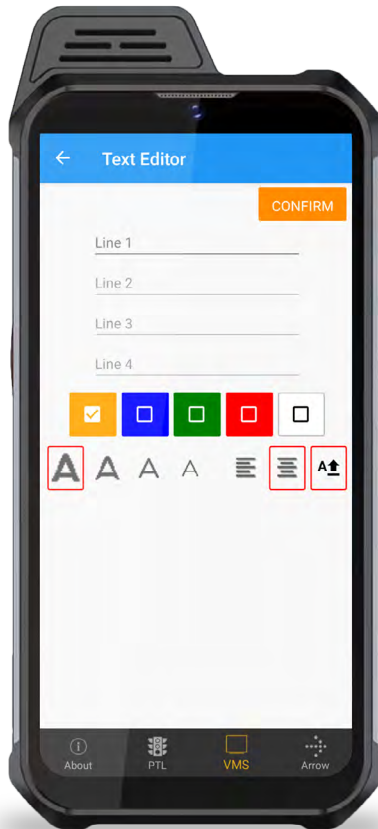 Text Editor
CONFIRM
Line 1
Line 2
Line 3
Line 4
A A A A A
About PTL VMS Arrow